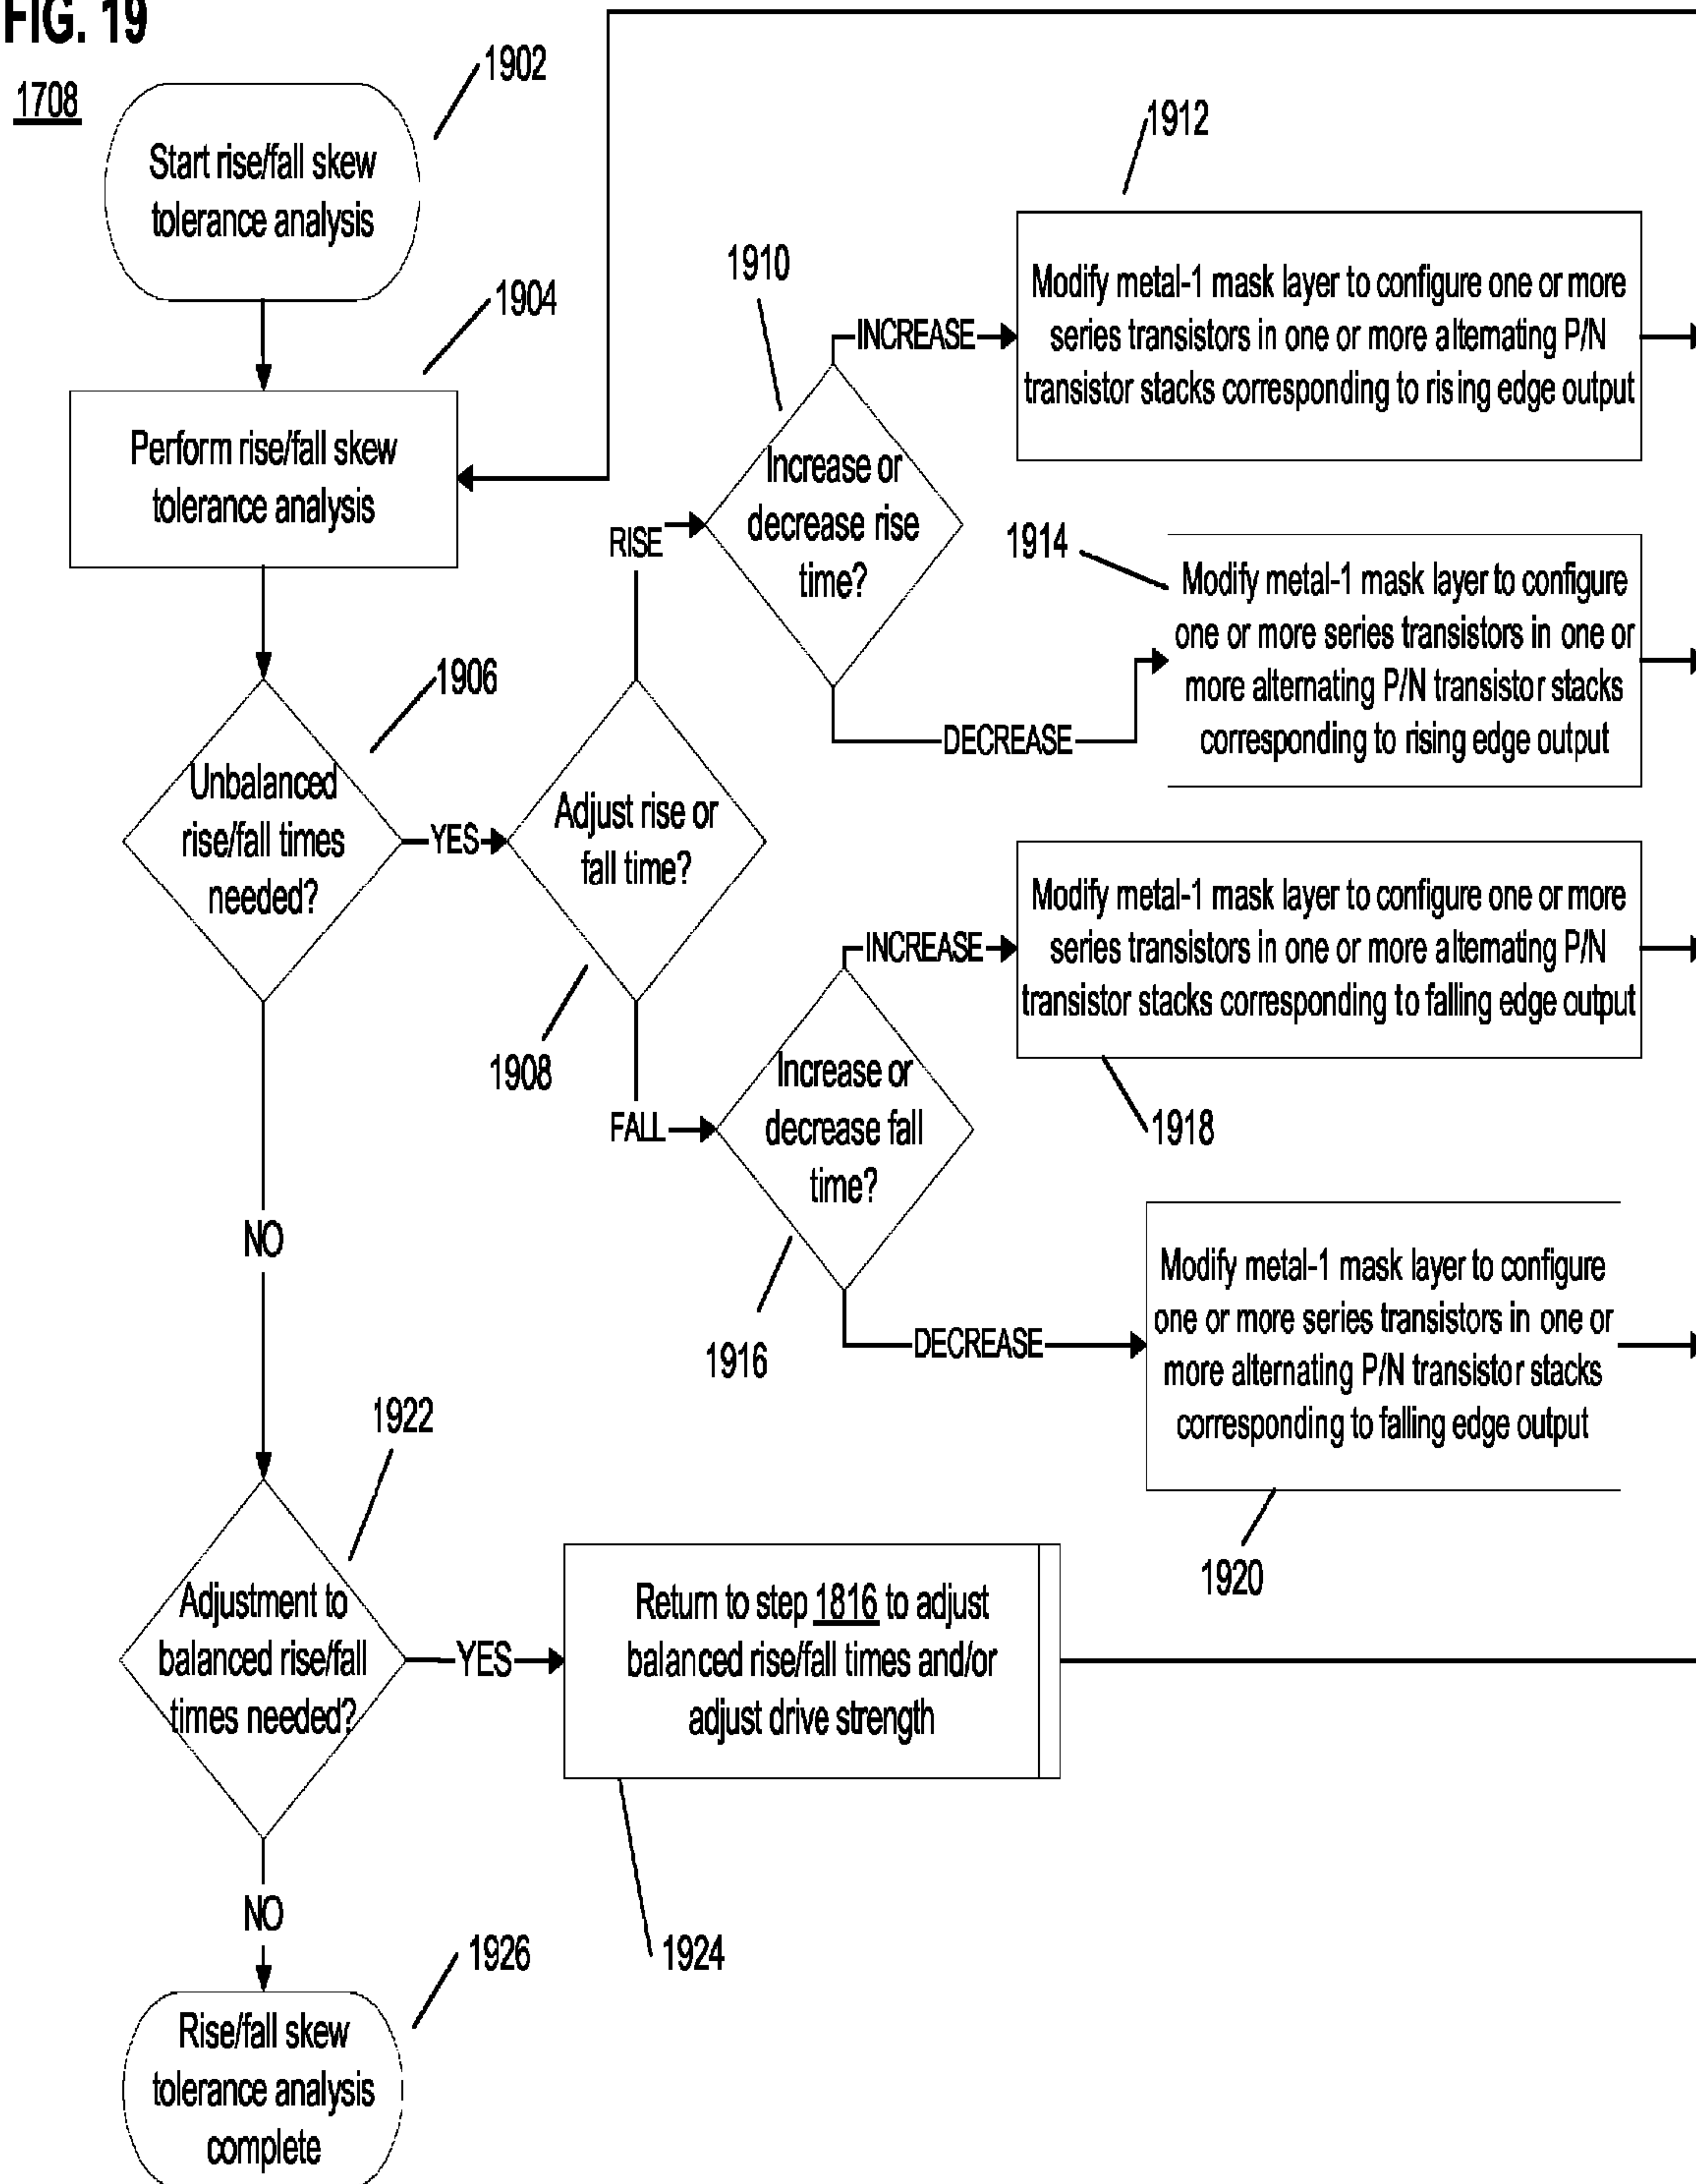 FIG. 19
1708
1902
Start rise/fall skew
tolerance analysis
1904
Perform rise/fall skew
tolerance analysis
1906
Unbalanced
rise/fall times
needed?
YES
NO
1908
Adjust rise or
fall time?
RISE
FALL
1910
Increase or
decrease rise
time?
INCREASE
DECREASE
1912
Modify metal-1 mask layer to configure one or more
series transistors in one or more alternating P/N
transistor stacks corresponding to rising edge output
1914
Modify metal-1 mask layer to configure
one or more series transistors in one or
more alternating P/N transistor stacks
corresponding to rising edge output
1916
Increase or
decrease fall
time?
INCREASE
DECREASE
Modify metal-1 mask layer to configure one or more
series transistors in one or more alternating P/N
transistor stacks corresponding to falling edge output
1918
Modify metal-1 mask layer to configure
one or more series transistors in one or
more alternating P/N transistor stacks
corresponding to falling edge output
1920
1922
Adjustment to
balanced rise/fall
times needed?
YES
NO
Return to step 1816 to adjust
balanced rise/fall times and/or
adjust drive strength
1924
1926
Rise/fall skew
tolerance analysis
complete